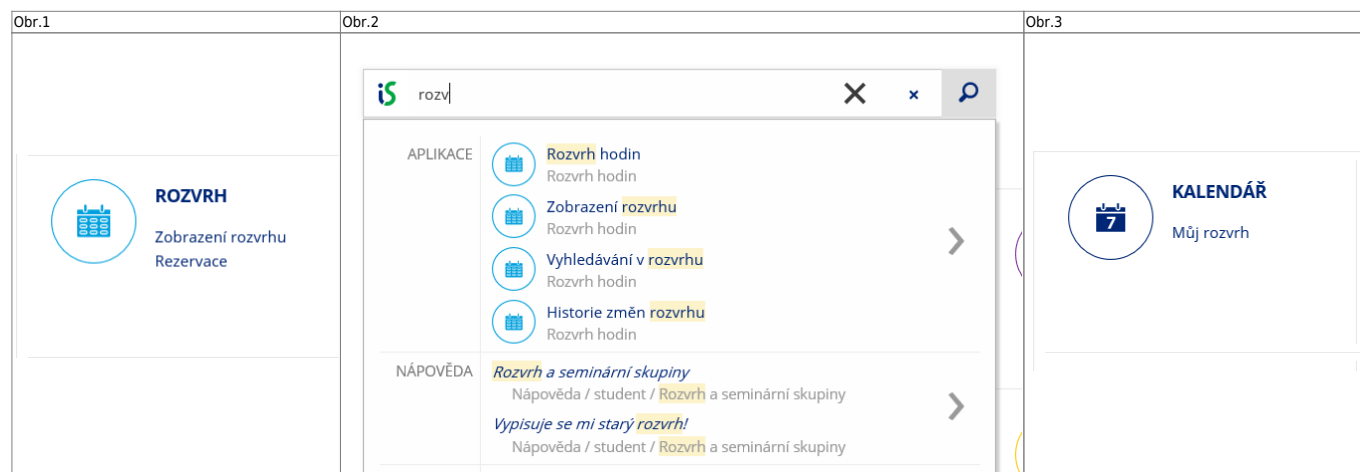 Obr.1
Obr.2
Obr.3
ROZVRH
Zobrazení rozvrhu
Rezervace
iS rozv
APLIKACE
Rozvrh hodin
Rozvrh hodin
Zobrazení rozvrhu
Rozvrh hodin
Vyhledávání v rozvrhu
Rozvrh hodin
Historie změn rozvrhu
Rozvrh hodin
NÁPOVĚDA
Rozvrh a seminární skupiny
Nápověda / student / Rozvrh a seminární skupiny
Vypisuje se mi starý rozvrh!
Nápověda / student / Rozvrh a seminární skupiny
7
KALENDÁŘ
Můj rozvrh